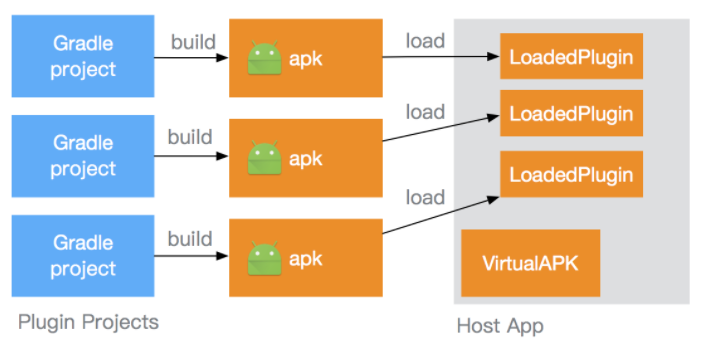 Gradle
project
build
apk
load
LoadedPlugin
Gradle
project
build
apk
load
LoadedPlugin
Gradle
project
build
apk
load
LoadedPlugin
VirtualAPK
Plugin Projects
Host App